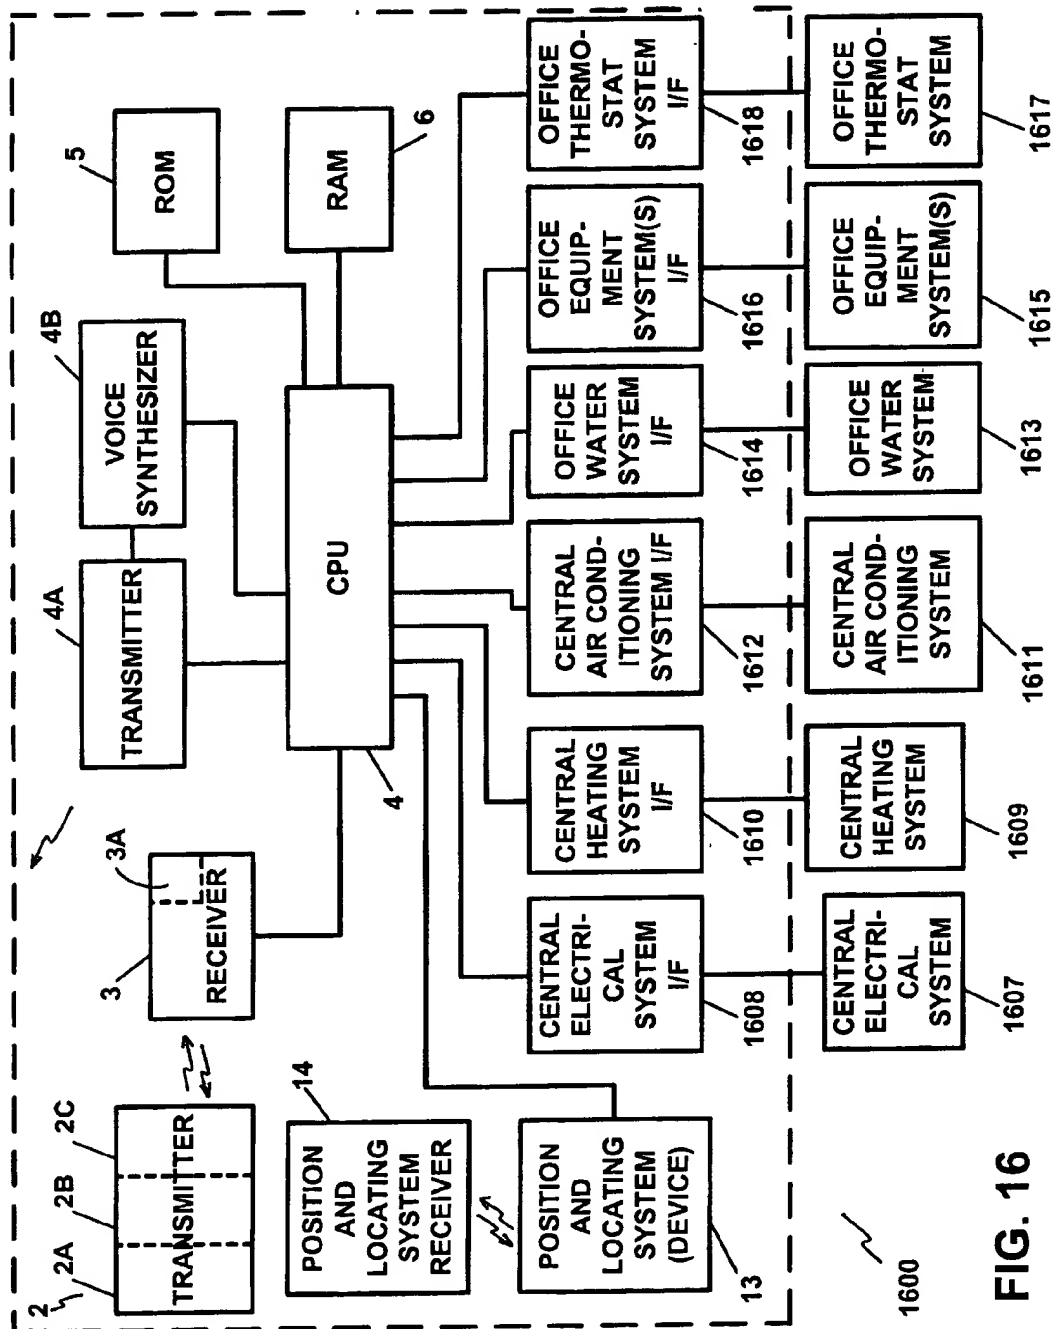 2
2A
2B
2C
TRANSMITTER
3
3A
RECEIVER
4A
TRANSMITTER
4B
VOICE
SYNTHESIZER
5
ROM
14
POSITION
AND
LOCATING
SYSTEM
RECEIVER
CPU
4
RAM
6
POSITION AND
LOCATING
SYSTEM
(DEVICE)
13
CENTRAL
ELECTRI-
CAL
SYSTEM
I/F
1608
CENTRAL
HEATING
SYSTEM
I/F
1610
CENTRAL
AIR COND-
ITIONING
SYSTEM I/F
1612
OFFICE
WATER
SYSTEM
I/F
1614
OFFICE
EQUIP-
MENT
SYSTEM(S)
I/F
1616
OFFICE
THERMO-
STAT
SYSTEM
I/F
1618
CENTRAL
ELECTRI-
CAL
SYSTEM
1607
CENTRAL
HEATING
SYSTEM
1609
CENTRAL
AIR COND-
ITIONING
SYSTEM
1611
OFFICE
WATER
SYSTEM
1613
OFFICE
EQUIP-
MENT
SYSTEM(S)
1615
OFFICE
THERMO-
STAT
SYSTEM
1617
1600
FIG. 16